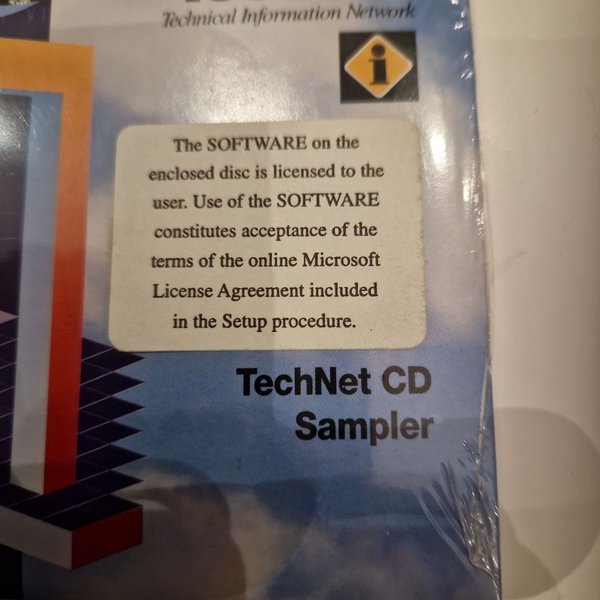 Technical Information Network
i
The SOFTWARE on the
enclosed disc is licensed to the
user. Use of the SOFTWARE
constitutes acceptance of the
terms of the online Microsoft
License Agreement included
in the Setup procedure.
TechNet CD
Sampler